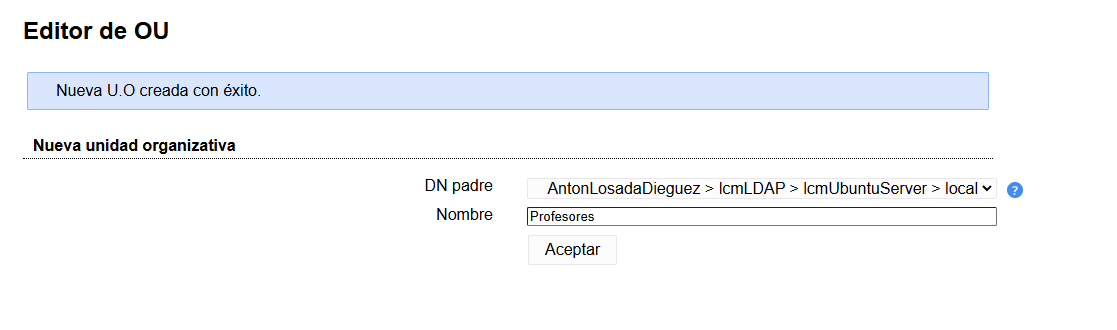 Editor de OU
Nueva U.O creada con éxito.
Nueva unidad organizativa
DN padre AntonLosadaDieguez > lcmLDAP > lcmUbuntuServer > local ?
Nombre Profesores
Aceptar